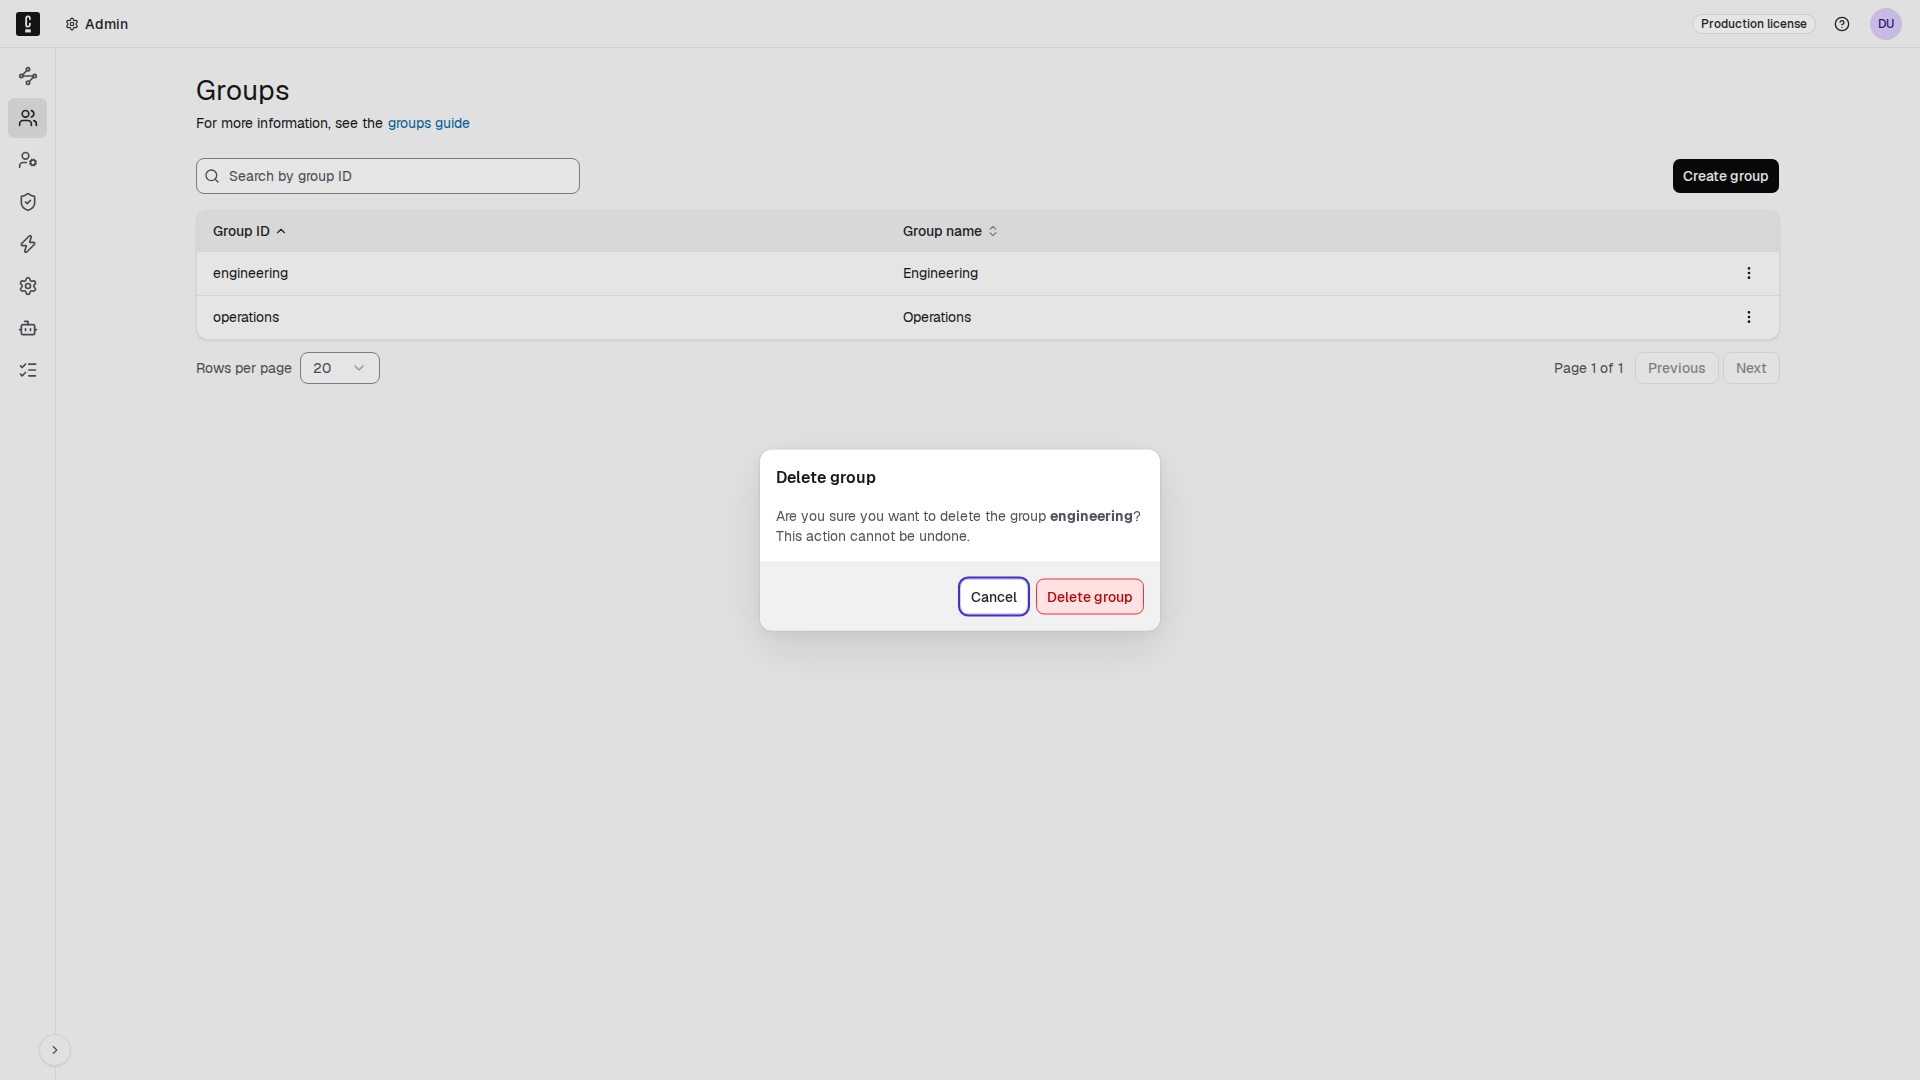 Admin
Production license
DU
Groups
For more information, see the groups guide
Search by group ID
Create group
Group ID
Group name
engineering
Engineering
operations
Operations
Rows per page
20
Page 1 of 1
Previous
Next
Delete group
Are you sure you want to delete the group engineering?
This action cannot be undone.
Cancel
Delete group